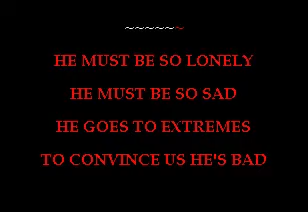 ~~~~~~
HE MUST BE SO LONELY
HE MUST BE SO SAD
HE GOES TO EXTREMES
TO CONVINCE US HE'S BAD